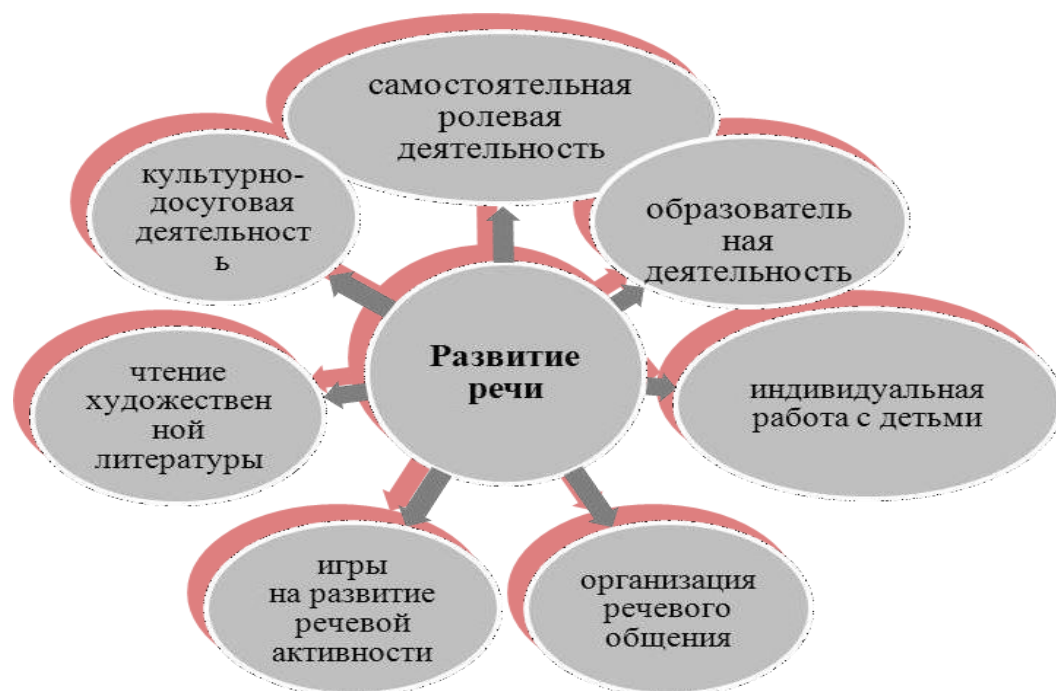 самостоятельная
ролевая
деятельность
культурно-
досуговая
деятельност
ь
образователь
ная
деятельность
Развитие
речи
чтение
художествен
ной
литературы
индивидуальная
работа с детьми
игры
на развитие
речевой
активности
организация
речевого
общения